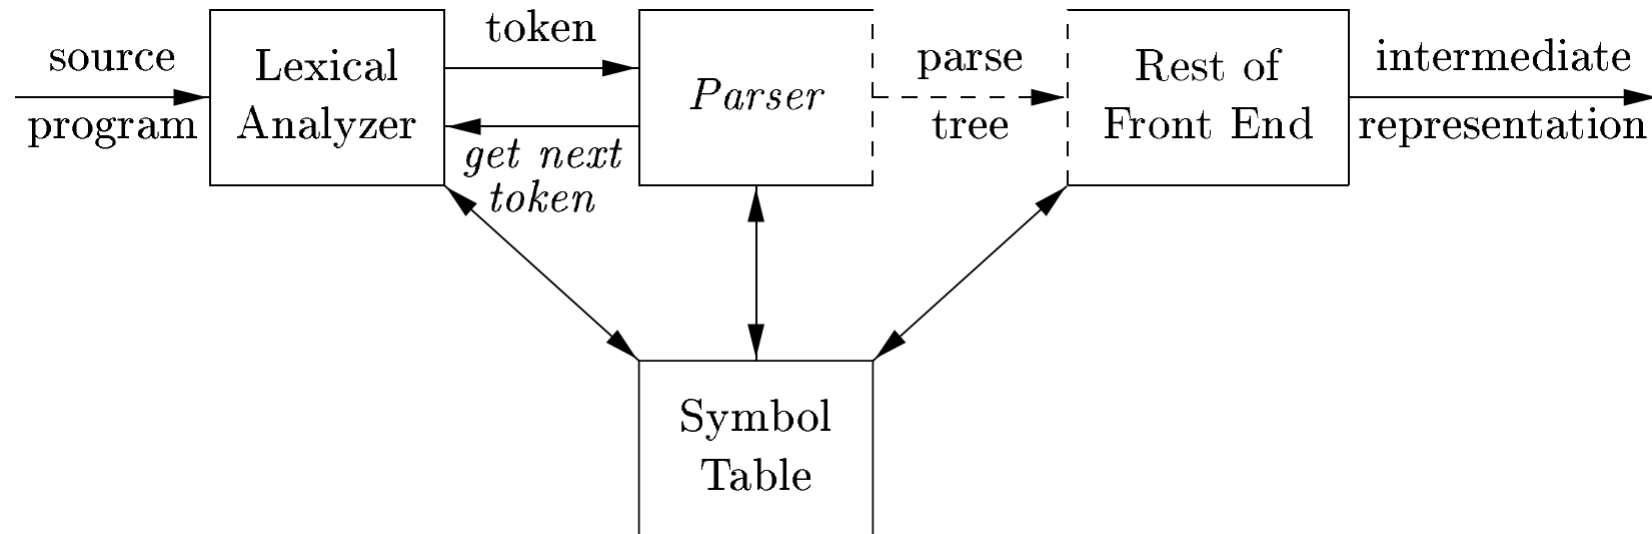 source
program
Lexical
Analyzer
token
get next
token
Parser
parse
tree
Rest of
Front End
intermediate
representation
Symbol
Table